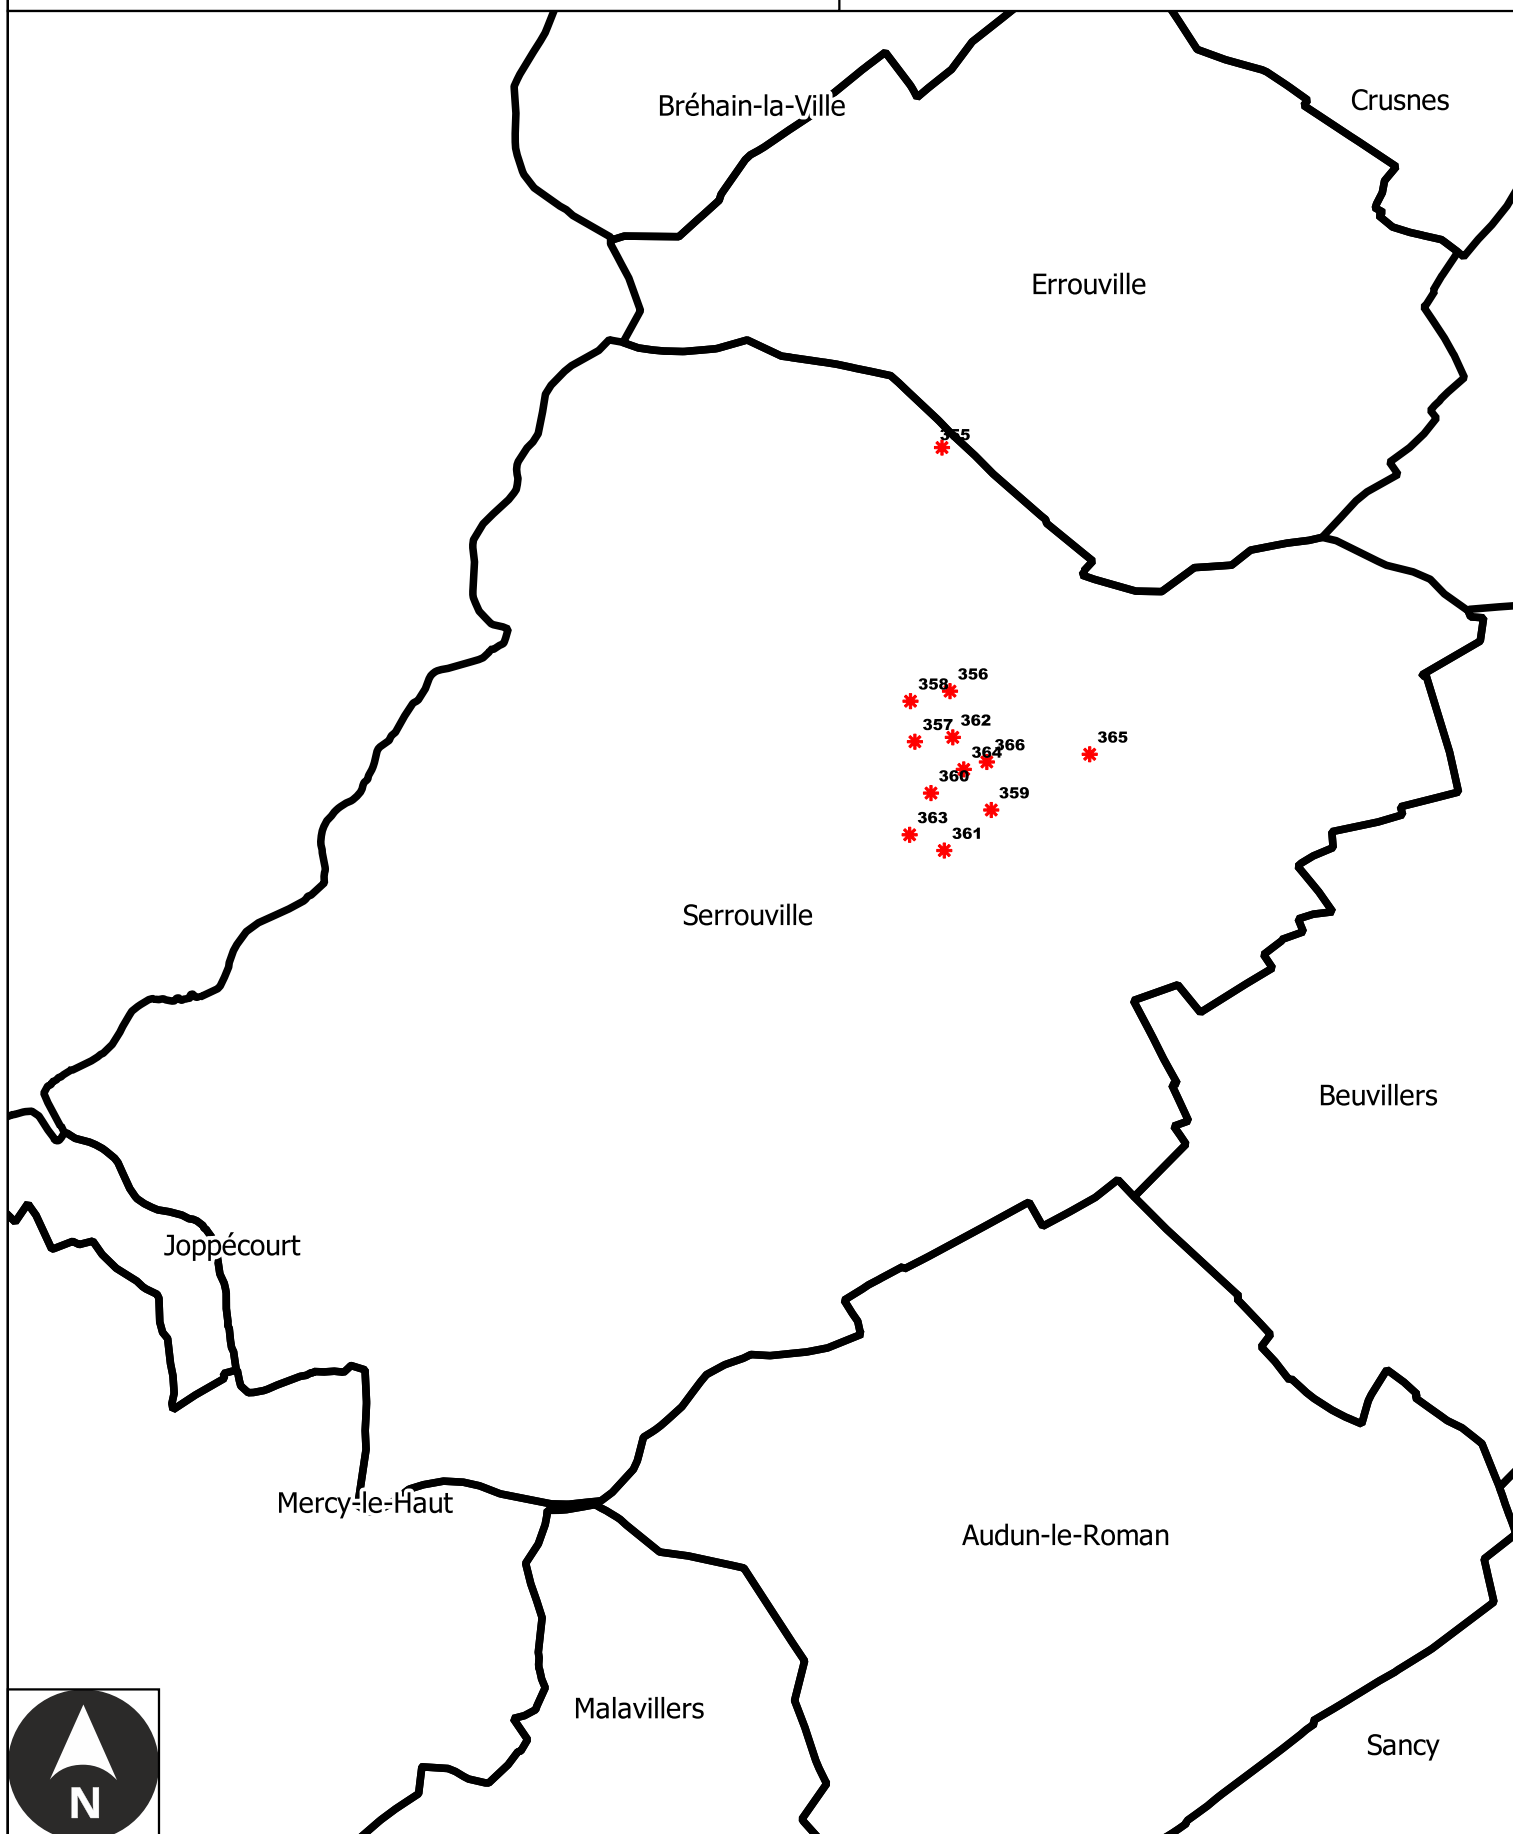 Crusnes
Bréhain-la-Ville
Errouville
355
356
358
362
357
365
366
364
360
359
363
361
Serrouville
Beuvillers
Joppécourt
Mercy-le-Haut
Audun-le-Roman
Malavillers
Sancy
N